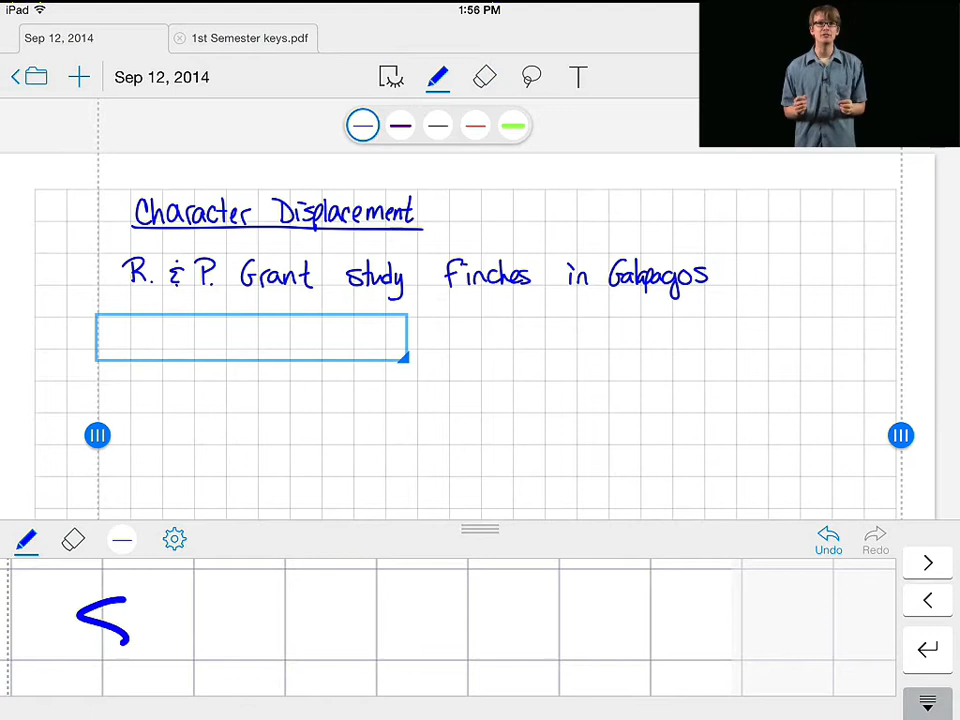 iPad 1:56 PM
Sep 12, 2014 1st Semester keys.pdf
Sep 12, 2014 T
Character Displacement
R. & P. Grant study finches in Galapagos
Undo Redo
S